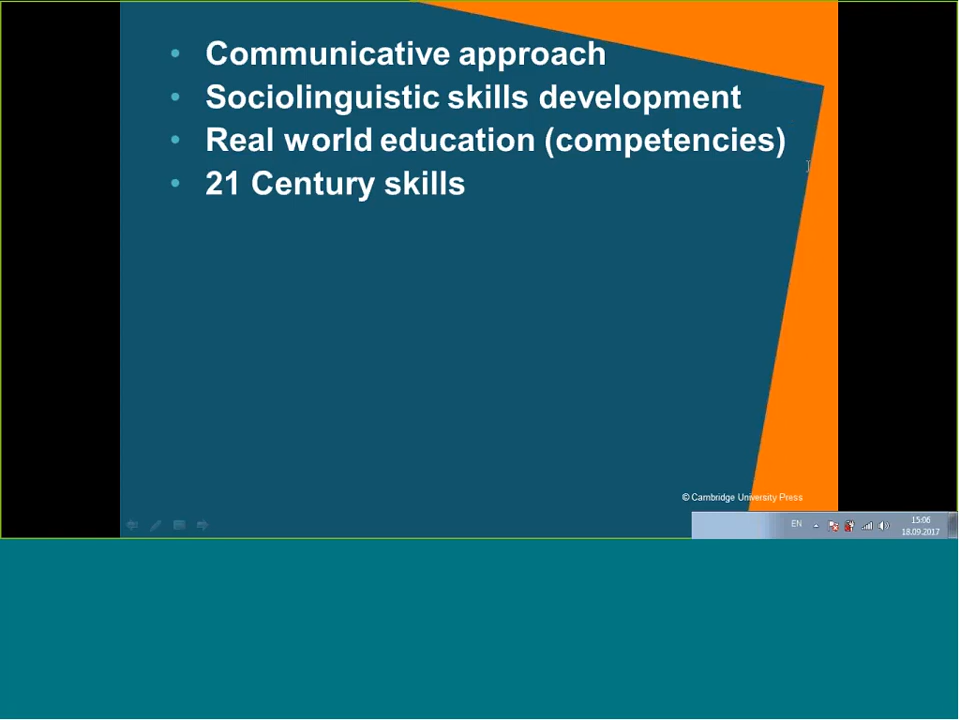 • Communicative approach
• Sociolinguistic skills development
• Real world education (competencies)
• 21 Century skills
© Cambridge University Press
EN
15:06
18.09.2017